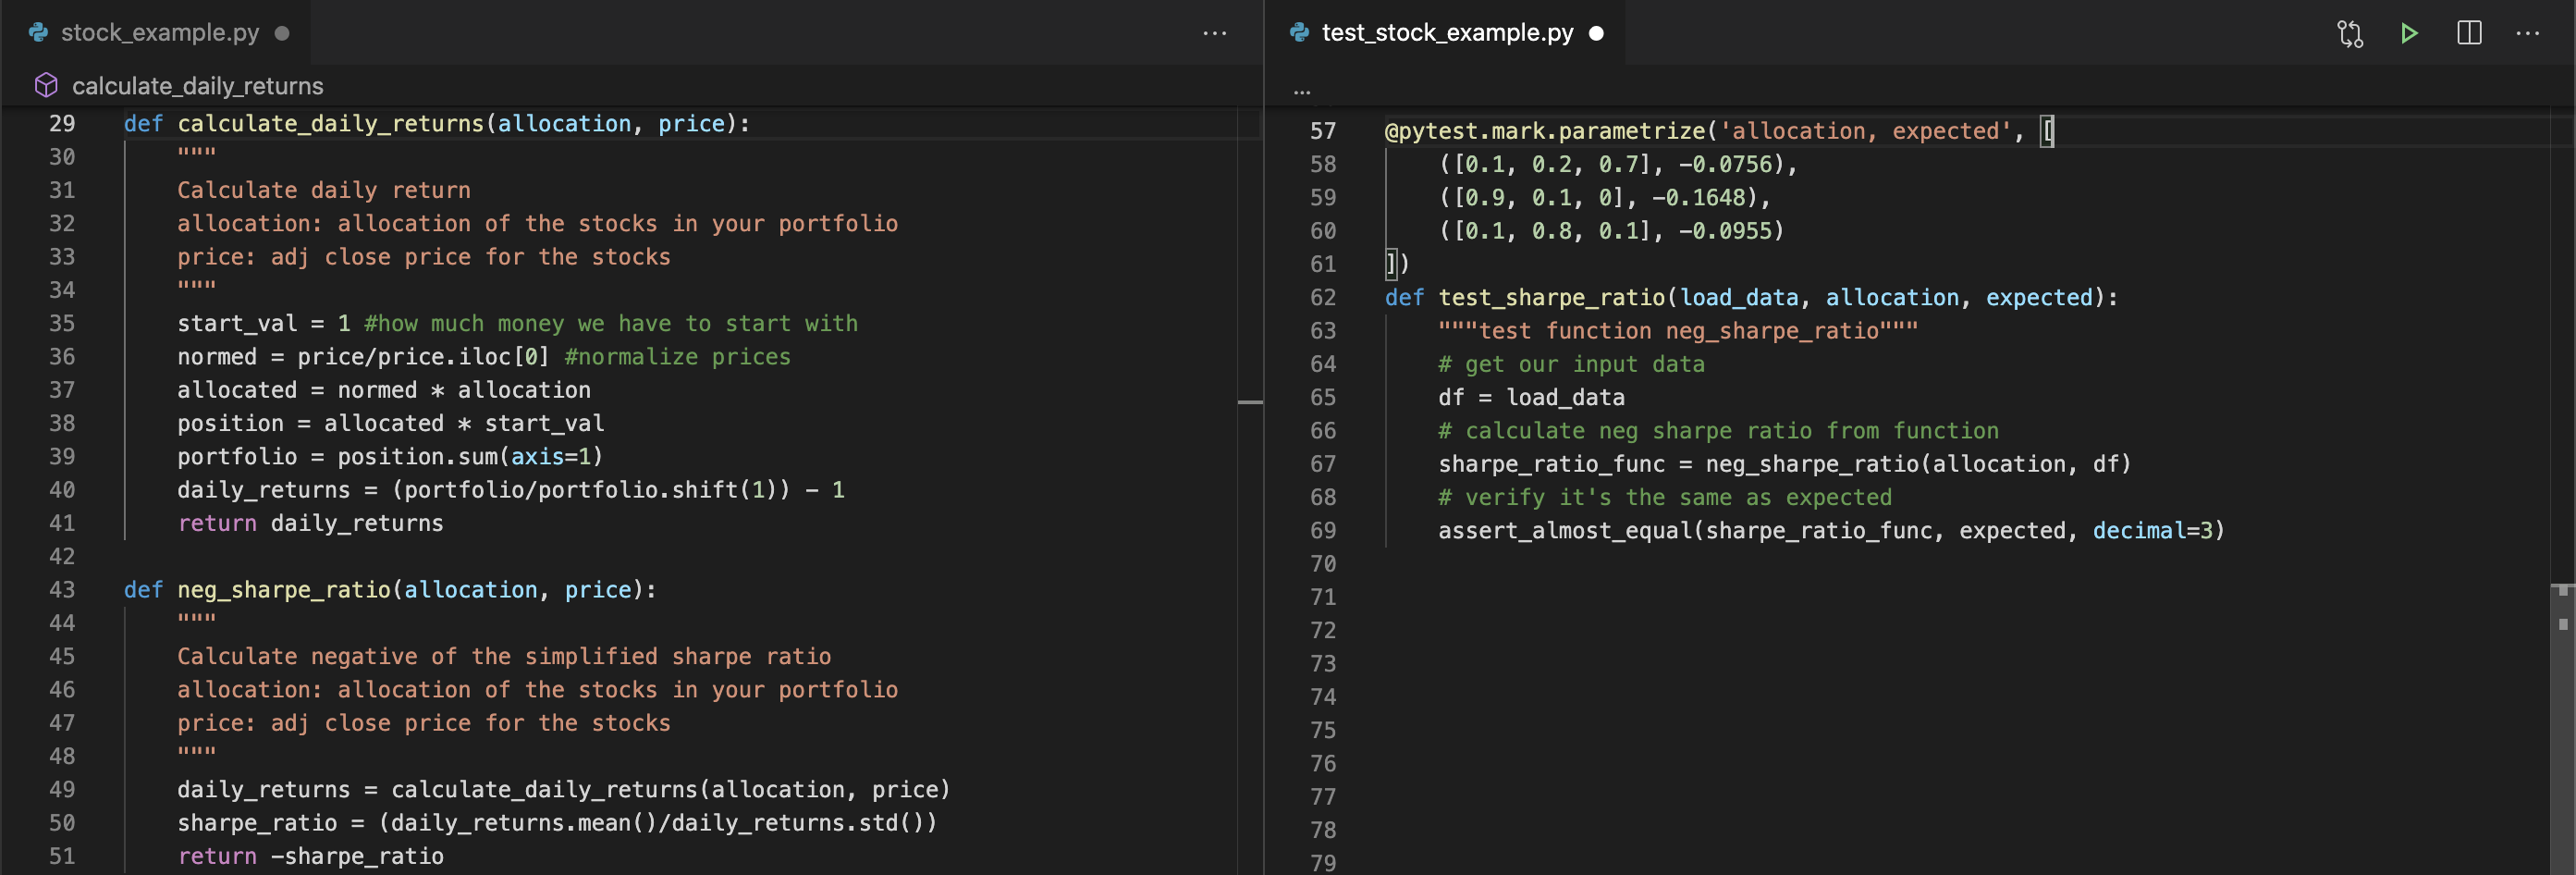 stock_example.py
calculate_daily_returns
29 def calculate_daily_returns(allocation, price):
30     """
31     Calculate daily return
32     allocation: allocation of the stocks in your portfolio
33     price: adj close price for the stocks
34     """
35     start_val = 1 #how much money we have to start with
36     normed = price/price.iloc[0] #normalize prices
37     allocated = normed * allocation
38     position = allocated * start_val
39     portfolio = position.sum(axis=1)
40     daily_returns = (portfolio/portfolio.shift(1)) - 1
41     return daily_returns
42
43 def neg_sharpe_ratio(allocation, price):
44     """
45     Calculate negative of the simplified sharpe ratio
46     allocation: allocation of the stocks in your portfolio
47     price: adj close price for the stocks
48     """
49     daily_returns = calculate_daily_returns(allocation, price)
50     sharpe_ratio = (daily_returns.mean()/daily_returns.std())
51     return -sharpe_ratio
test_stock_example.py
...
57 @pytest.mark.parametrize('allocation, expected', [
58     ([0.1, 0.2, 0.7], -0.0756),
59     ([0.9, 0.1, 0], -0.1648),
60     ([0.1, 0.8, 0.1], -0.0955)
61 ])
62 def test_sharpe_ratio(load_data, allocation, expected):
63     """test function neg_sharpe_ratio"""
64     # get our input data
65     df = load_data
66     # calculate neg sharpe ratio from function
67     sharpe_ratio_func = neg_sharpe_ratio(allocation, df)
68     # verify it's the same as expected
69     assert_almost_equal(sharpe_ratio_func, expected, decimal=3)
70
71
72
73
74
75
76
77
78
79